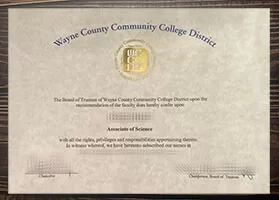 Wayne County Community College District
The Board of Trustees of Wayne County Community College District upon the
recommendation of the faculty does hereby confer upon
Associate of Science
with all the rights, privileges and responsibilities appertaining thereto.
In witness whereof, we have hereunto subscribed our names at
Chancellor
Chairperson, Board of Trustees